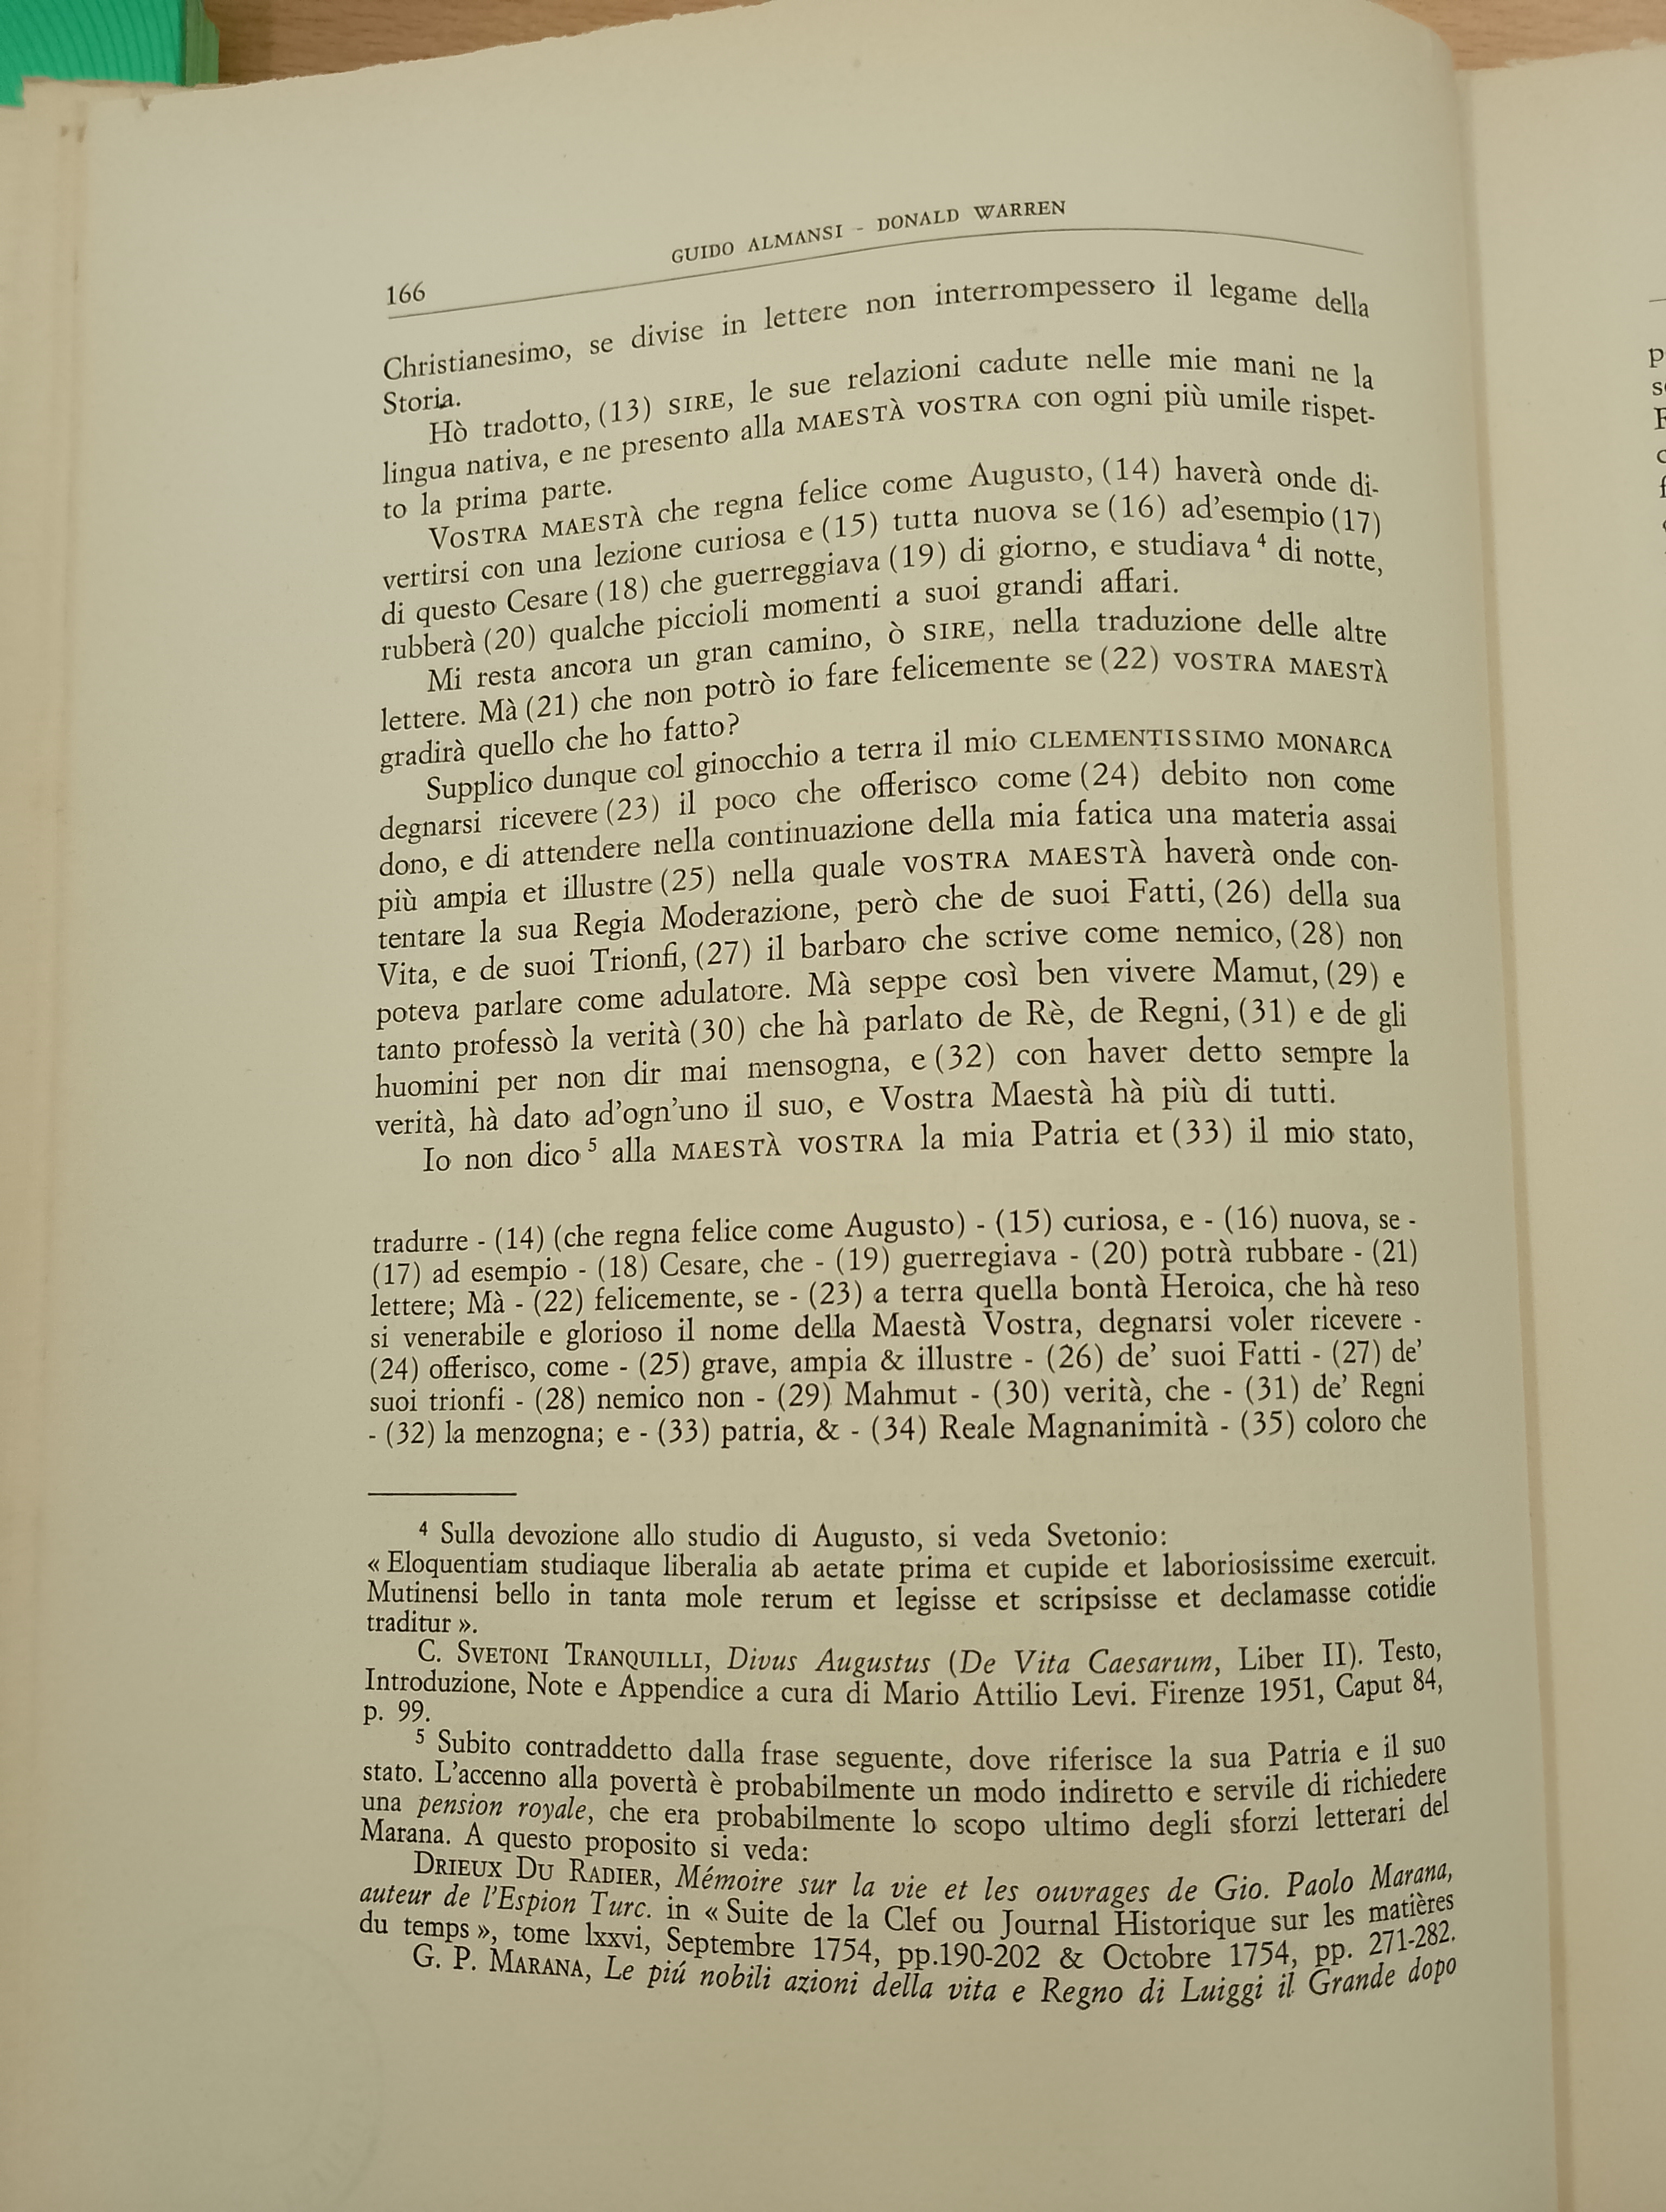 GUIDO ALMANSI - DONALD WARREN
166
Christianesimo, se divise in lettere non interrompessero il legame della
Storia.
Hò tradotto, (13) SIRE, le sue relazioni cadute nelle mie mani ne la
lingua nativa, e ne presento alla MAESTÀ VOSTRA con ogni più umile rispet-
to la prima parte.
VOSTRA MAESTÀ che regna felice come Augusto, (14) haverà onde di-
vertirsi con una lezione curiosa e (15) tutta nuova se (16) ad'esempio (17)
di questo Cesare (18) che guerreggiava (19) di giorno, e studiava ⁴ di notte,
rubberà (20) qualche piccioli momenti a suoi grandi affari.
Mi resta ancora un gran camino, ò SIRE, nella traduzione delle altre
lettere. Mà (21) che non potrò io fare felicemente se (22) VOSTRA MAESTÀ
gradirà quello che ho fatto?
Supplico dunque col ginocchio a terra il mio CLEMENTISSIMO MONARCA
degnarsi ricevere (23) il poco che offerisco come (24) debito non come
dono, e di attendere nella continuazione della mia fatica una materia assai
più ampia et illustre (25) nella quale VOSTRA MAESTÀ haverà onde con-
tentare la sua Regia Moderazione, però che de suoi Fatti, (26) della sua
Vita, e de suoi Trionfi, (27) il barbaro che scrive come nemico, (28) non
poteva parlare come adulatore. Mà seppe così ben vivere Mamut, (29) e
tanto professò la verità (30) che hà parlato de Rè, de Regni, (31) e de gli
huomini per non dir mai mensogna, e (32) con haver detto sempre la
verità, hà dato ad'ogn'uno il suo, e Vostra Maestà hà più di tutti.
Io non dico ⁵ alla MAESTÀ VOSTRA la mia Patria et (33) il mio stato,
tradurre - (14) (che regna felice come Augusto) - (15) curiosa, e - (16) nuova, se -
(17) ad esempio - (18) Cesare, che - (19) guerregiava - (20) potrà rubbare - (21)
lettere; Mà - (22) felicemente, se - (23) a terra quella bontà Heroica, che hà reso
si venerabile e glorioso il nome della Maestà Vostra, degnarsi voler ricevere -
(24) offerisco, come - (25) grave, ampia & illustre - (26) de' suoi Fatti - (27) de'
suoi trionfi - (28) nemico non - (29) Mahmut - (30) verità, che - (31) de' Regni
- (32) la menzogna; e - (33) patria, & - (34) Reale Magnanimità - (35) coloro che
⁴ Sulla devozione allo studio di Augusto, si veda Svetonio:
« Eloquentiam studiaque liberalia ab aetate prima et cupide et laboriosissime exercuit.
Mutinensi bello in tanta mole rerum et legisse et scripsisse et declamasse cotidie
traditur ».
C. SVETONI TRANQUILLI, Divus Augustus (De Vita Caesarum, Liber II). Testo,
Introduzione, Note e Appendice a cura di Mario Attilio Levi. Firenze 1951, Caput 84,
p. 99.
⁵ Subito contraddetto dalla frase seguente, dove riferisce la sua Patria e il suo
stato. L'accenno alla povertà è probabilmente un modo indiretto e servile di richiedere
una pension royale, che era probabilmente lo scopo ultimo degli sforzi letterari del
Marana. A questo proposito si veda:
DRIEUX DU RADIER, Mémoire sur la vie et les ouvrages de Gio. Paolo Marana,
auteur de l'Espion Turc. in « Suite de la Clef ou Journal Historique sur les matières
du temps », tome lxxvi, Septembre 1754, pp.190-202 & Octobre 1754, pp. 271-282.
G. P. MARANA, Le piú nobili azioni della vita e Regno di Luiggi il Grande dopo